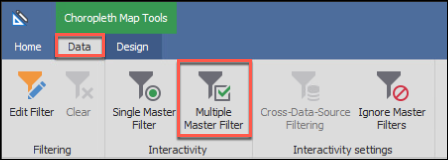 Choropleth Map Tools
Home Data Design
Edit Filter Clear Single Master Filter Multiple Master Filter Cross-Data-Source Filtering Ignore Master Filters
Filtering Interactivity Interactivity settings